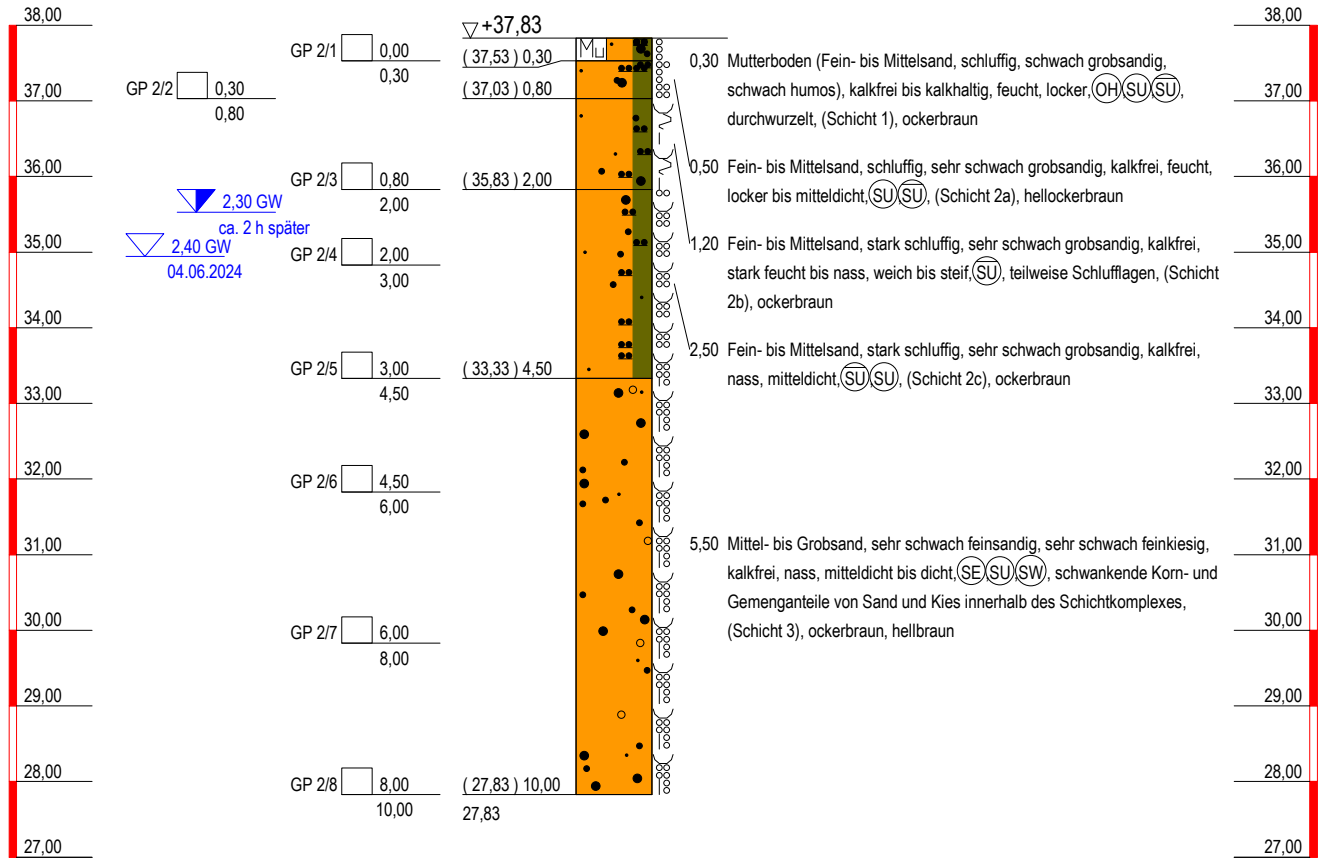 38,00
37,00
36,00
35,00
34,00
33,00
32,00
31,00
30,00
29,00
28,00
27,00
GP 2/2 0,30
0,80
2,30 GW
ca. 2 h später
2,40 GW
04.06.2024
GP 2/1 0,00
0,30
GP 2/3 0,80
2,00
GP 2/4 2,00
3,00
GP 2/5 3,00
4,50
GP 2/6 4,50
6,00
GP 2/7 6,00
8,00
GP 2/8 8,00
10,00
+37,83
( 37,53 ) 0,30
( 37,03 ) 0,80
( 35,83 ) 2,00
( 33,33 ) 4,50
( 27,83 ) 10,00
27,83
Mu
0,30 Mutterboden (Fein- bis Mittelsand, schluffig, schwach grobsandig,
schwach humos), kalkfrei bis kalkhaltig, feucht, locker, OH SU S̅U̅,
durchwurzelt, (Schicht 1), ockerbraun
0,50 Fein- bis Mittelsand, schluffig, sehr schwach grobsandig, kalkfrei, feucht,
locker bis mitteldicht, SU S̅U̅, (Schicht 2a), hellockerbraun
1,20 Fein- bis Mittelsand, stark schluffig, sehr schwach grobsandig, kalkfrei,
stark feucht bis nass, weich bis steif, S̅U̅, teilweise Schlufflagen, (Schicht
2b), ockerbraun
2,50 Fein- bis Mittelsand, stark schluffig, sehr schwach grobsandig, kalkfrei,
nass, mitteldicht, S̅U̅ SU, (Schicht 2c), ockerbraun
5,50 Mittel- bis Grobsand, sehr schwach feinsandig, sehr schwach feinkiesig,
kalkfrei, nass, mitteldicht bis dicht, SE SU SW, schwankende Korn- und
Gemenganteile von Sand und Kies innerhalb des Schichtkomplexes,
(Schicht 3), ockerbraun, hellbraun
38,00
37,00
36,00
35,00
34,00
33,00
32,00
31,00
30,00
29,00
28,00
27,00